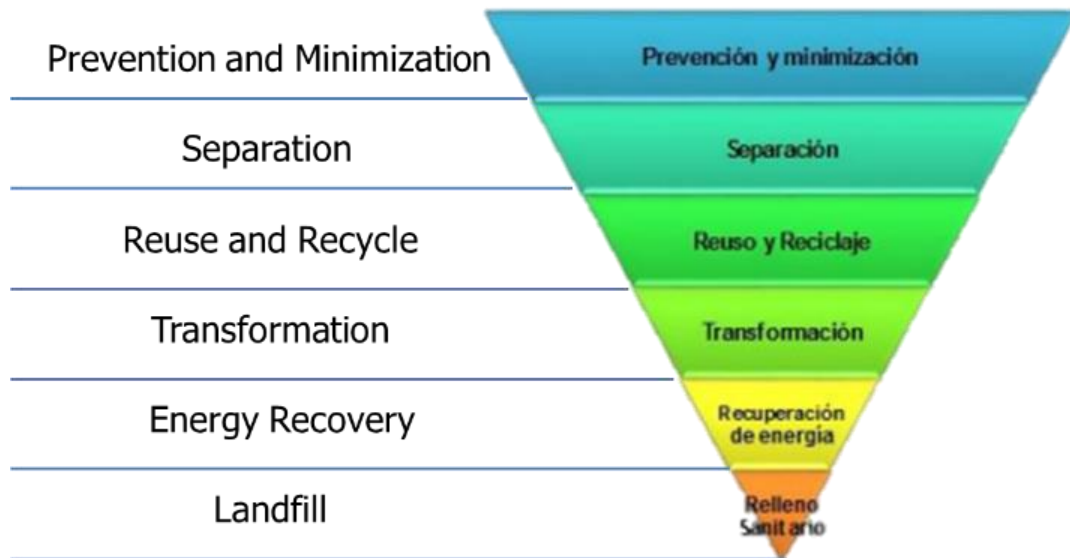 Prevention and Minimization
Prevención y minimización
Separation
Separación
Reuse and Recycle
Reuso y Reciclaje
Transformation
Transformación
Energy Recovery
Recuperación
de energía
Landfill
Relleno
Sanitario